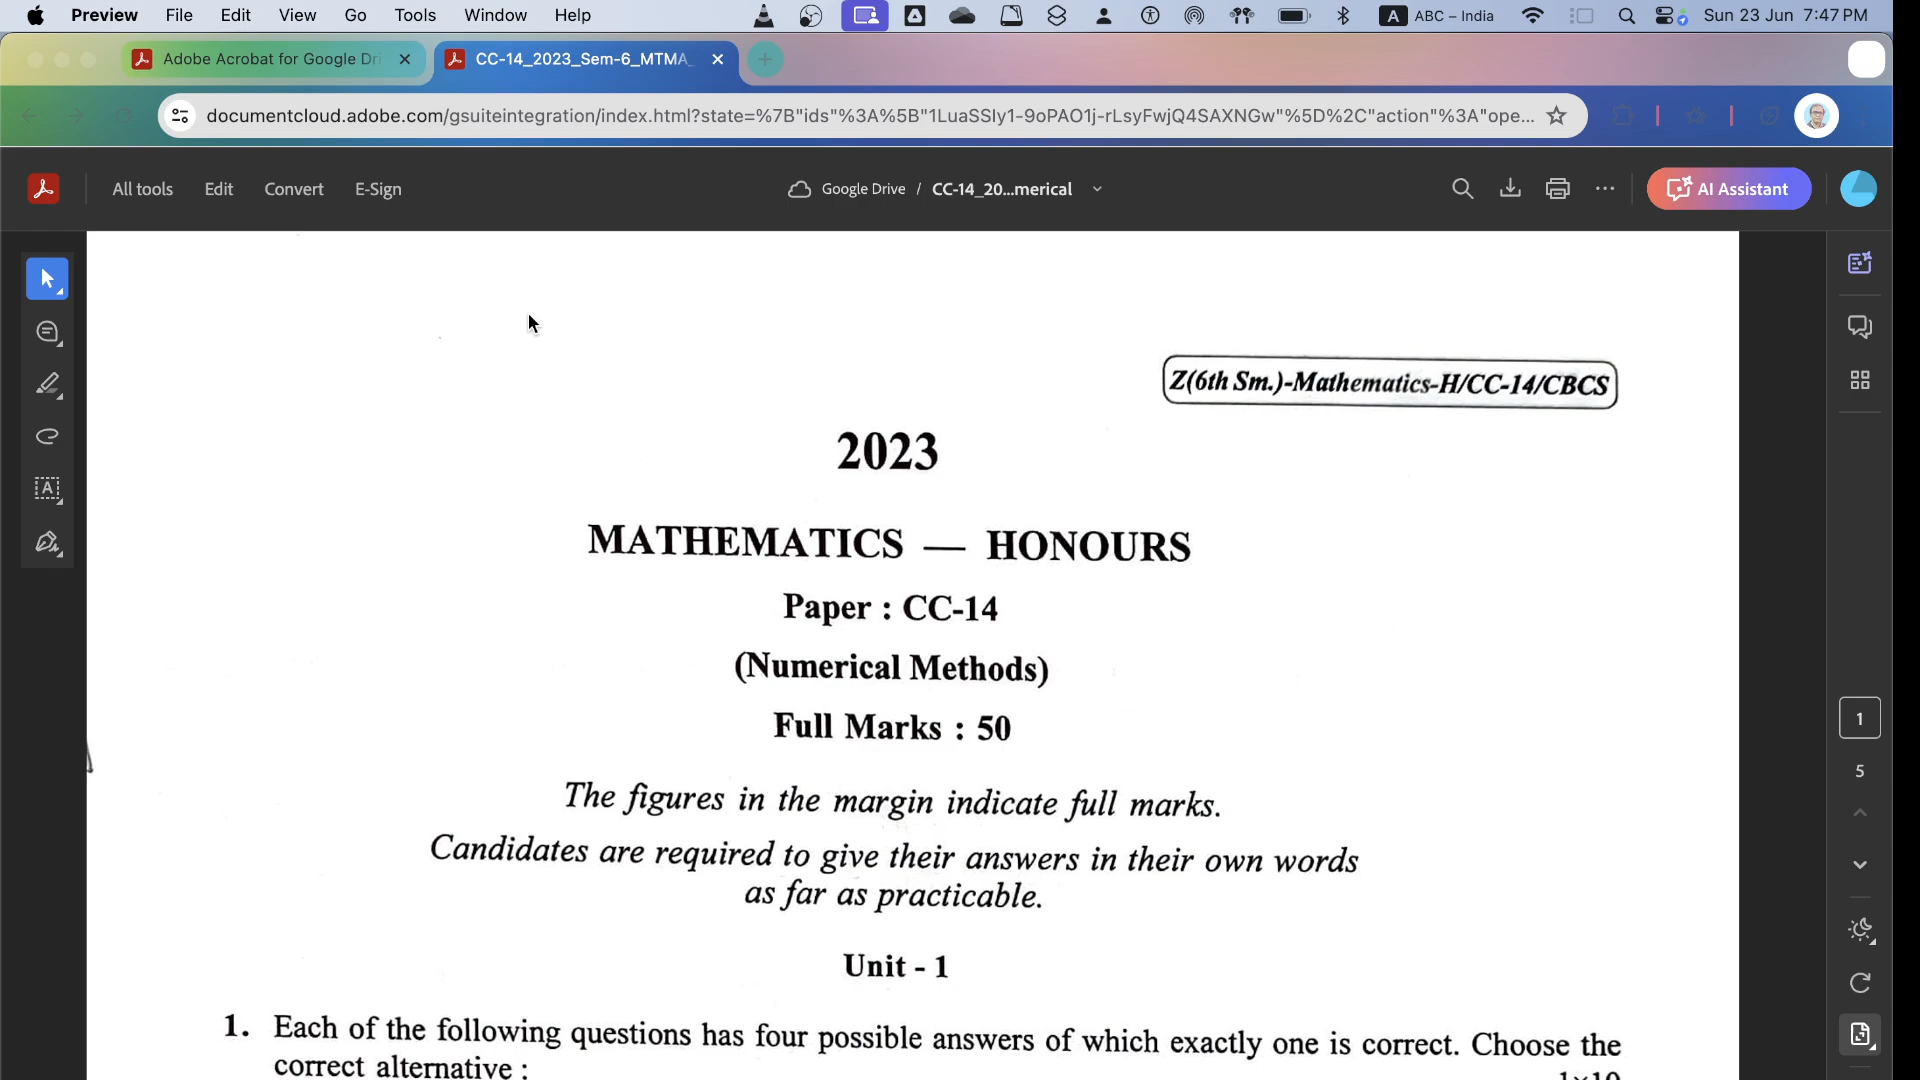 Preview File Edit View Go Tools Window Help A ABC – India Sun 23 Jun 7:47 PM
Adobe Acrobat for Google Dri CC-14_2023_Sem-6_MTMA_
documentcloud.adobe.com/gsuiteintegration/index.html?state=%7B"ids"%3A%5B"1LuaSSIy1-9oPAO1j-rLsyFwjQ4SAXNGw"%5D%2C"action"%3A"ope...
All tools Edit Convert E-Sign Google Drive / CC-14_20...merical AI Assistant
Z(6th Sm.)-Mathematics-H/CC-14/CBCS
2023
MATHEMATICS — HONOURS
Paper : CC-14
(Numerical Methods)
Full Marks : 50
1
5
The figures in the margin indicate full marks.
Candidates are required to give their answers in their own words
as far as practicable.
Unit - 1
1. Each of the following questions has four possible answers of which exactly one is correct. Choose the
correct alternative : 1×10